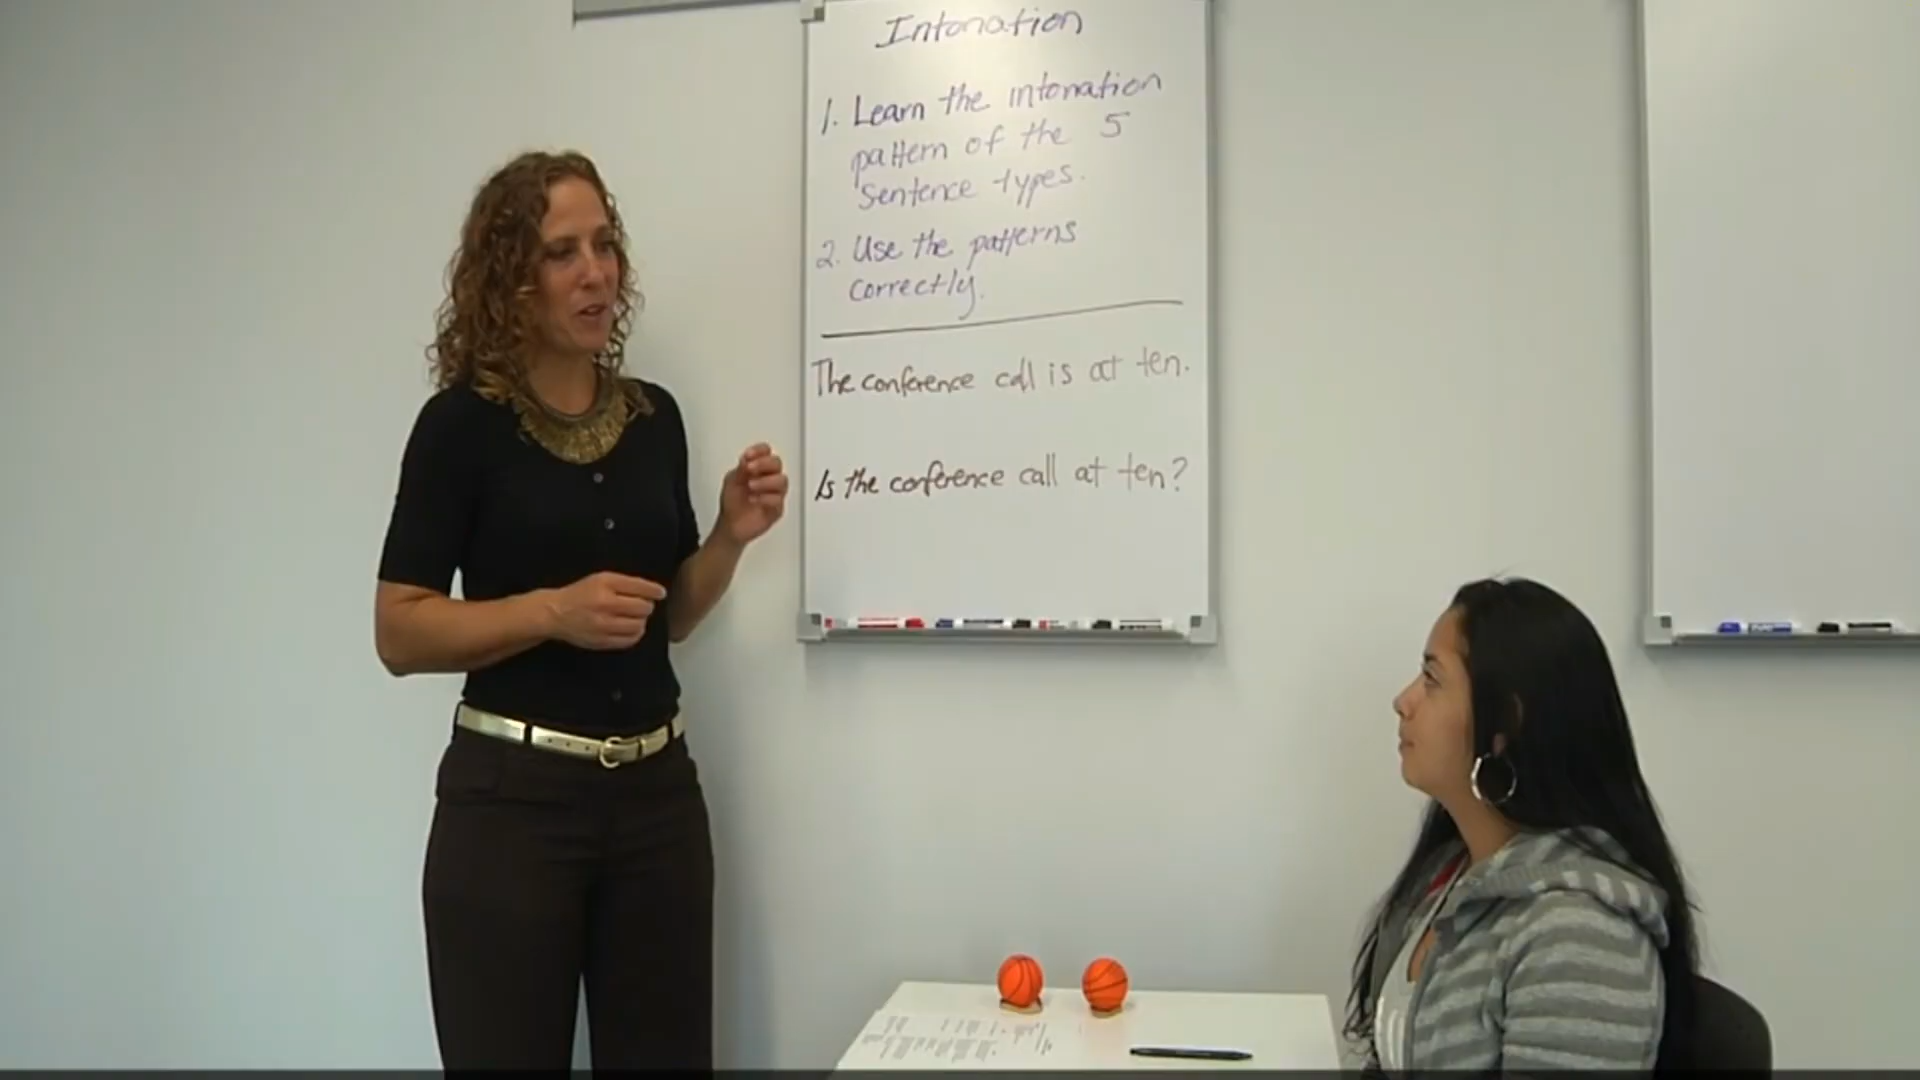 Intonation
1. Learn the intonation
pattern of the 5
sentence types.
2. Use the patterns
correctly.
The conference call is at ten.
Is the conference call at ten?